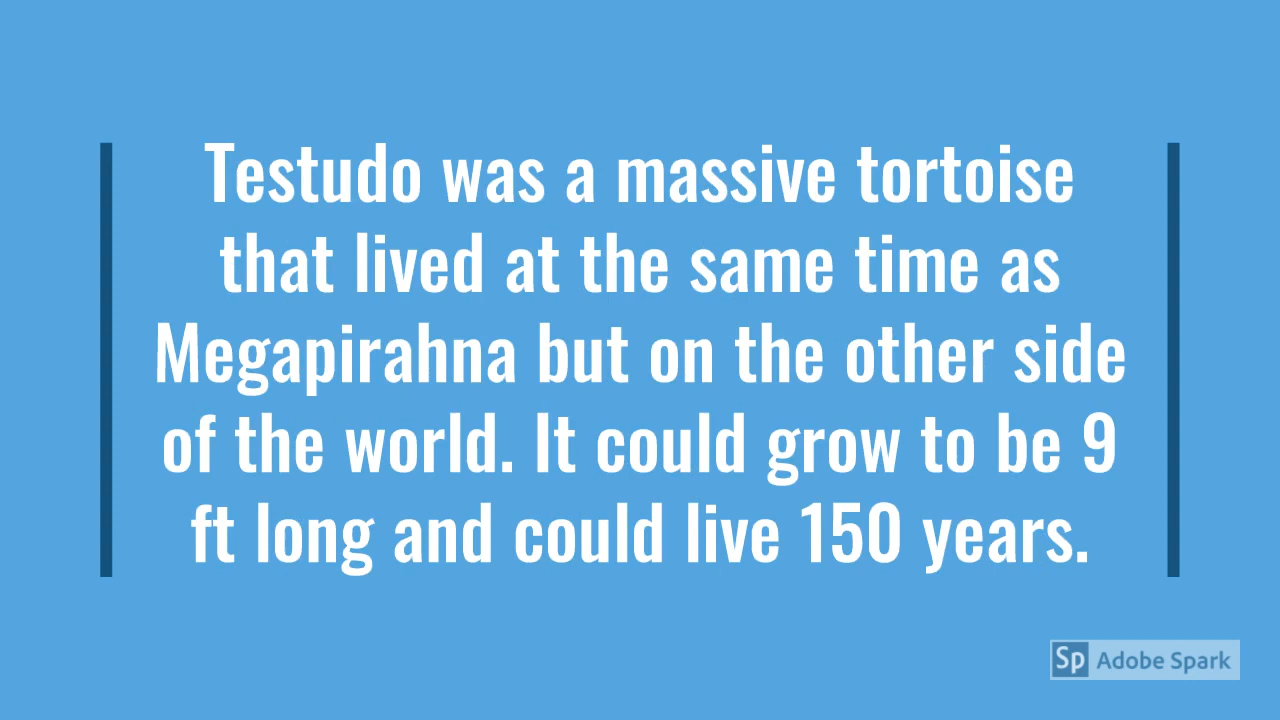 Testudo was a massive tortoise
that lived at the same time as
Megapirahna but on the other side
of the world. It could grow to be 9
ft long and could live 150 years.
Sp Adobe Spark